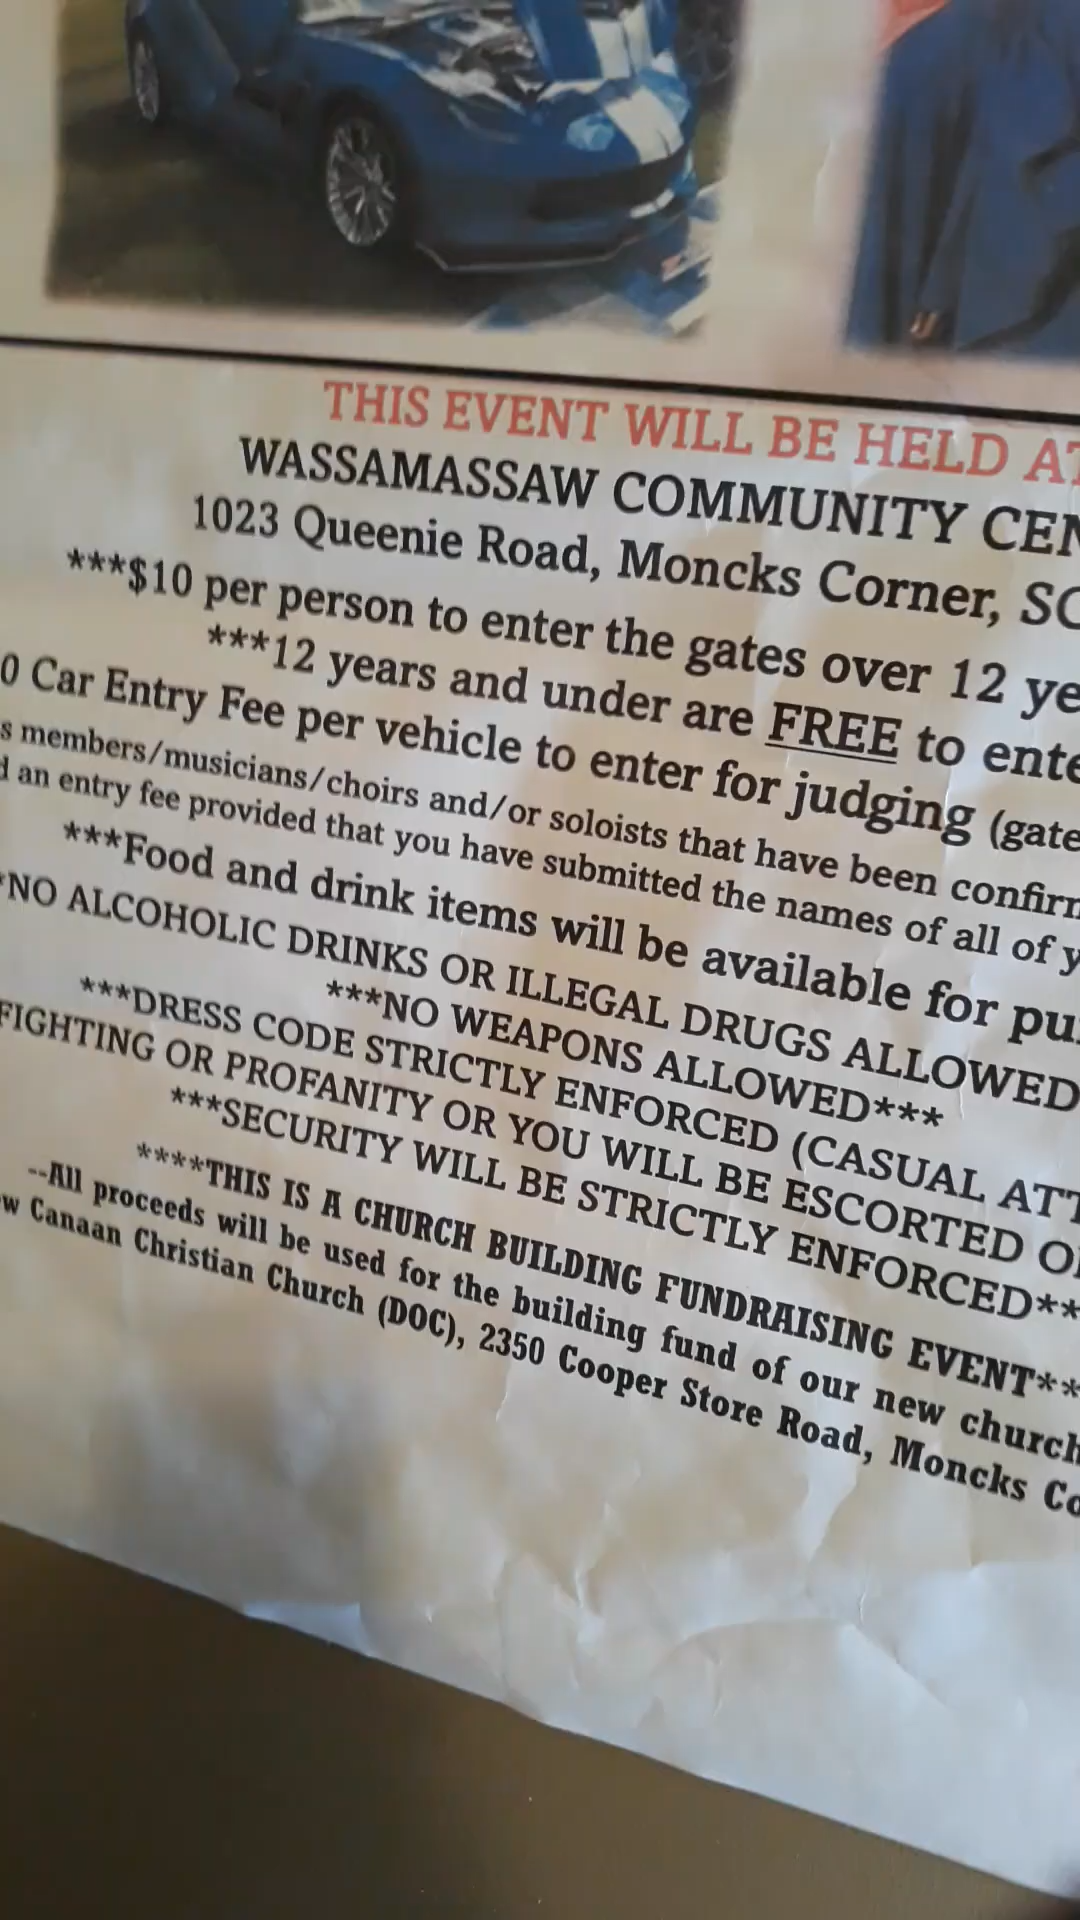 THIS EVENT WILL BE HELD AT
WASSAMASSAW COMMUNITY CEN
1023 Queenie Road, Moncks Corner, SC
***$10 per person to enter the gates over 12 ye
***12 years and under are FREE to ente
0 Car Entry Fee per vehicle to enter for judging (gate
s members/musicians/choirs and/or soloists that have been confirm
d an entry fee provided that you have submitted the names of all of y
***Food and drink items will be available for pur
*NO ALCOHOLIC DRINKS OR ILLEGAL DRUGS ALLOWED
***NO WEAPONS ALLOWED***
***DRESS CODE STRICTLY ENFORCED (CASUAL ATT
FIGHTING OR PROFANITY OR YOU WILL BE ESCORTED O
***SECURITY WILL BE STRICTLY ENFORCED**
****THIS IS A CHURCH BUILDING FUNDRAISING EVENT**
--All proceeds will be used for the building fund of our new church
w Canaan Christian Church (DOC), 2350 Cooper Store Road, Moncks Co